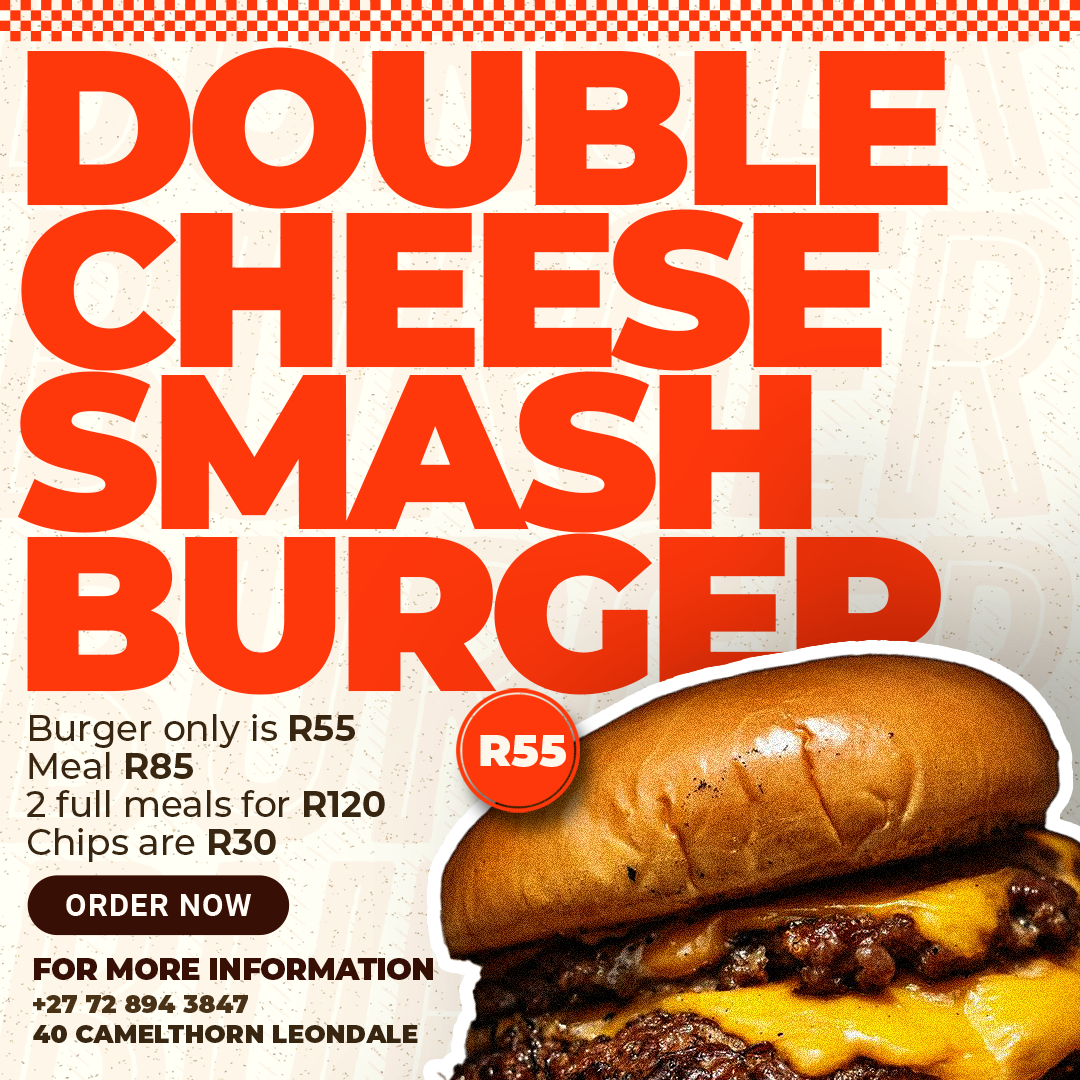 DOUBLE
CHEESE
SMASH
BURGER
Burger only is R55
Meal R85
2 full meals for R120
Chips are R30
R55
ORDER NOW
FOR MORE INFORMATION
+27 72 894 3847
40 CAMELTHORN LEONDALE